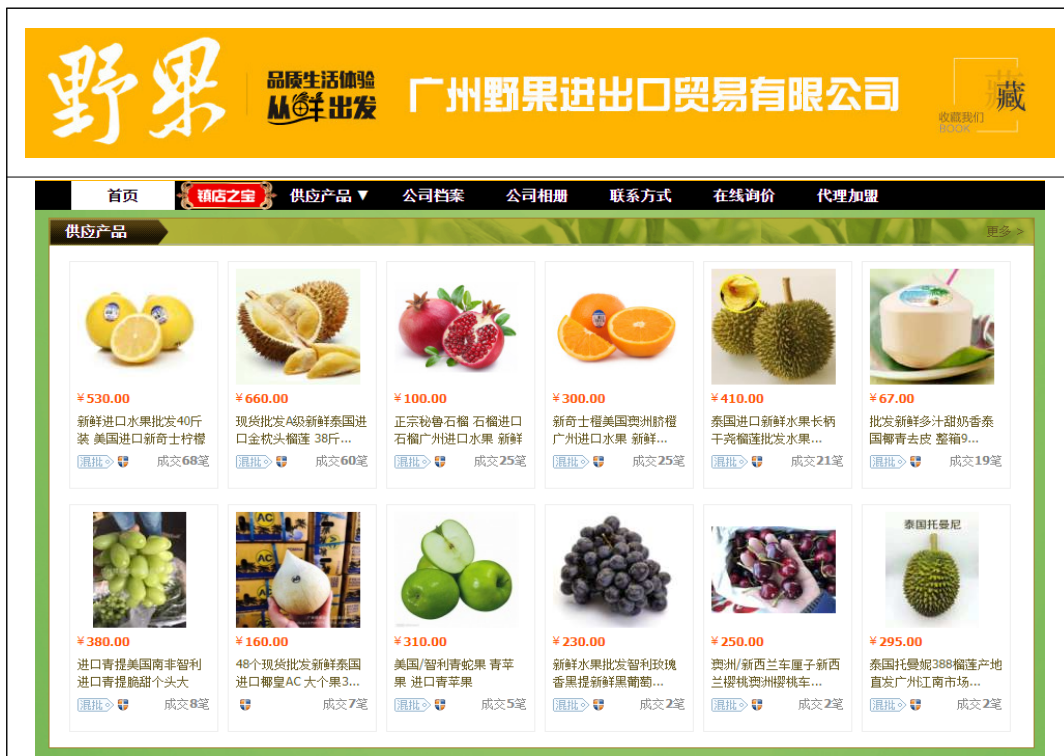 野果
品质生活体验
从鲜出发
广州野果进出口贸易有限公司
藏
收藏我们
BOOK
首页 镇店之宝 供应产品▼ 公司档案 公司相册 联系方式 在线询价 代理加盟
供应产品
更多 >
¥530.00
新鲜进口水果批发40斤
装 美国进口新奇士柠檬
混批 成交68笔
¥660.00
现货批发A级新鲜泰国进
口金枕头榴莲 38斤...
混批 成交60笔
¥100.00
正宗秘鲁石榴 石榴进口
石榴广州进口水果 新鲜
混批 成交25笔
¥300.00
新奇士橙美国澳洲脐橙
广州进口水果 新鲜...
混批 成交25笔
¥410.00
泰国进口新鲜水果长柄
干尧榴莲批发水果...
混批 成交21笔
¥67.00
批发新鲜多汁甜奶香泰
国椰青去皮 整箱9...
混批 成交19笔
¥380.00
进口青提美国南非智利
进口青提脆甜个头大
混批 成交8笔
AC
AC
¥160.00
48个现货批发新鲜泰国
进口椰皇AC 大个果3...
成交7笔
¥310.00
美国/智利青蛇果 青苹
果 进口青苹果
混批 成交5笔
¥230.00
新鲜水果批发智利玫瑰
香黑提新鲜黑葡萄...
混批 成交2笔
¥250.00
澳洲/新西兰车厘子新西
兰樱桃澳洲樱桃车...
混批 成交2笔
泰国托曼尼
¥295.00
泰国托曼妮388榴莲产地
直发广州江南市场...
混批 成交2笔